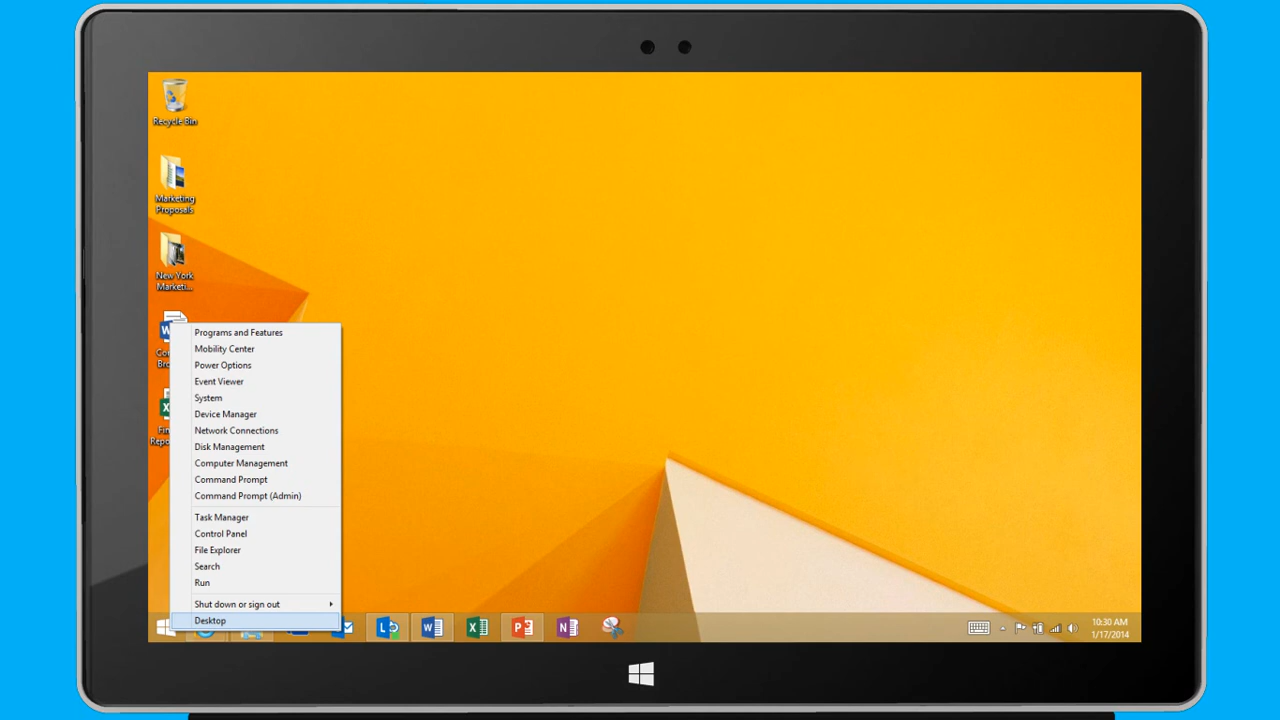 Recycle Bin
Marketing
Proposals
New York
Marketi...
Programs and Features
Mobility Center
Power Options
Event Viewer
System
Device Manager
Network Connections
Disk Management
Computer Management
Command Prompt
Command Prompt (Admin)
Task Manager
Control Panel
File Explorer
Search
Run
Shut down or sign out
Desktop
10:30 AM
1/17/2014